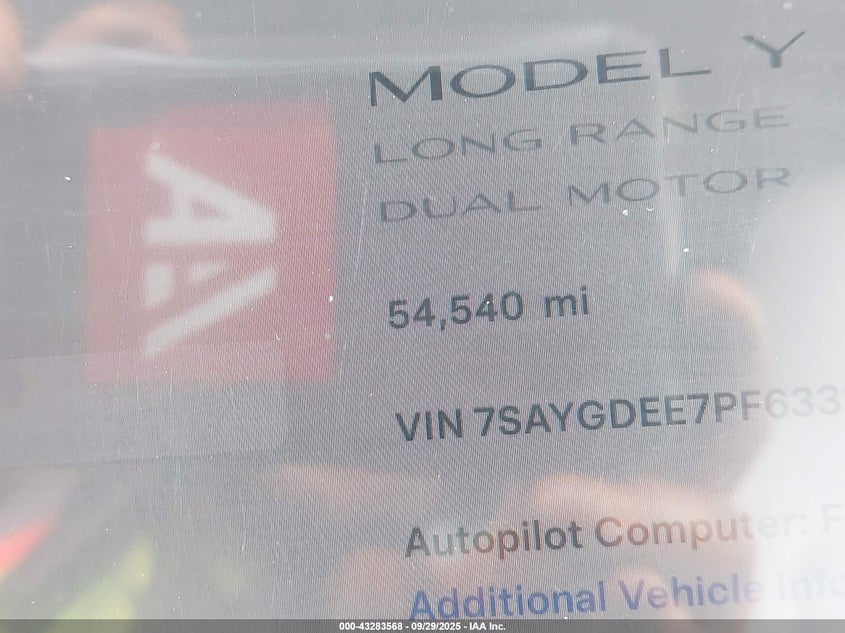 MODEL Y
LONG RANGE
DUAL MOTOR
54,540 mi
VIN 7SAYGDEE7PF633
Autopilot Computer: F
Additional Vehicle Info
000-43283568 - 09/29/2025 - IAA Inc.